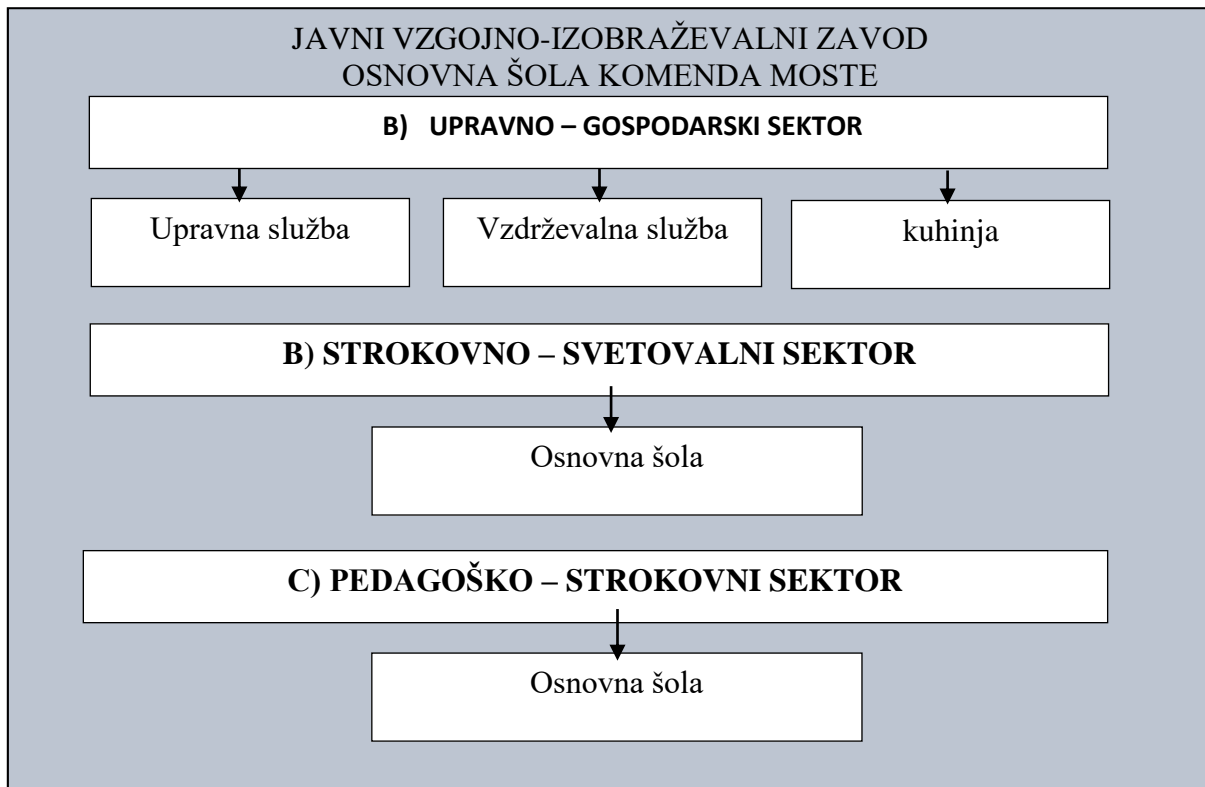 JAVNI VZGOJNO-IZOBRAŽEVALNI ZAVOD
OSNOVNA ŠOLA KOMENDA MOSTE
B) UPRAVNO – GOSPODARSKI SEKTOR
Upravna služba
Vzdrževalna služba
kuhinja
B) STROKOVNO – SVETOVALNI SEKTOR
Osnovna šola
C) PEDAGOŠKO – STROKOVNI SEKTOR
Osnovna šola